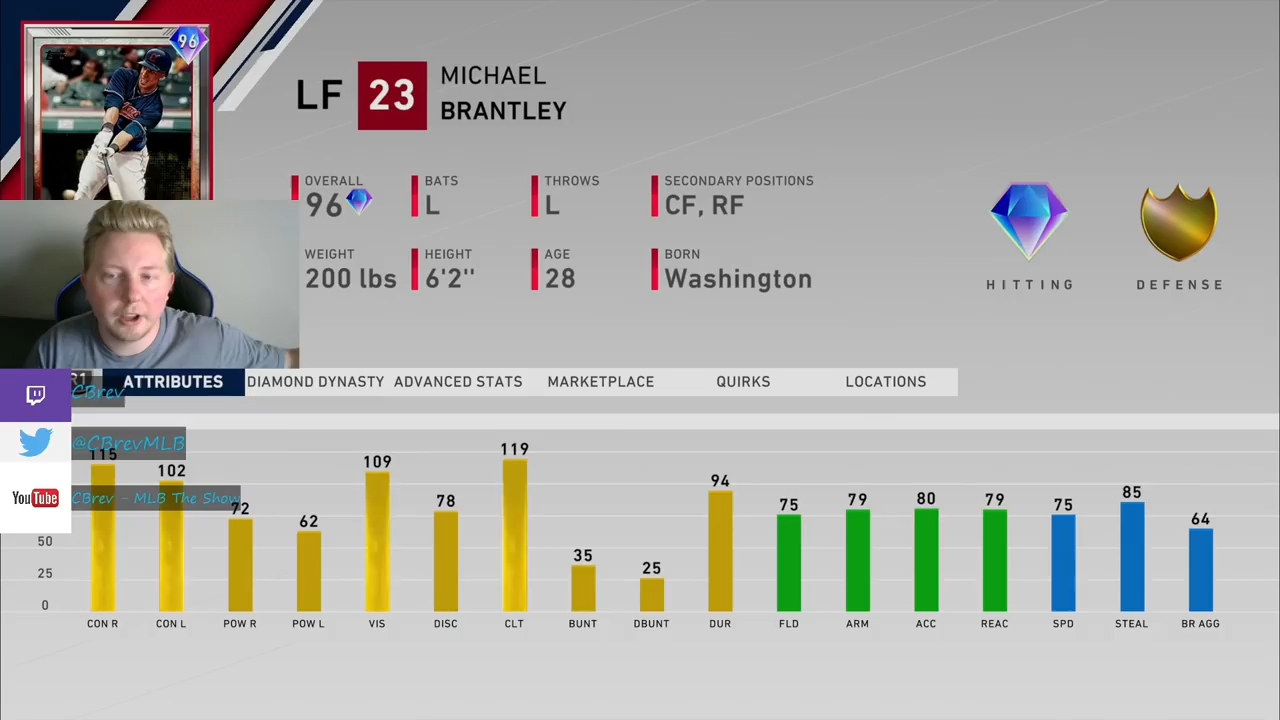 96
LF 23 MICHAEL
BRANTLEY
OVERALL BATS THROWS SECONDARY POSITIONS
96 L L CF, RF
WEIGHT HEIGHT AGE BORN
200 lbs 6'2'' 28 Washington
HITTING DEFENSE
R1 ATTRIBUTES DIAMOND DYNASTY ADVANCED STATS MARKETPLACE QUIRKS LOCATIONS
CBrev
@CBrevMLB
YouTube CBrev - MLB The Show
115 102 72 62 109 78 119 35 25 94 75 79 80 79 75 85 64
50
25
0
CON R CON L POW R POW L VIS DISC CLT BUNT DBUNT DUR FLD ARM ACC REAC SPD STEAL BR AGG